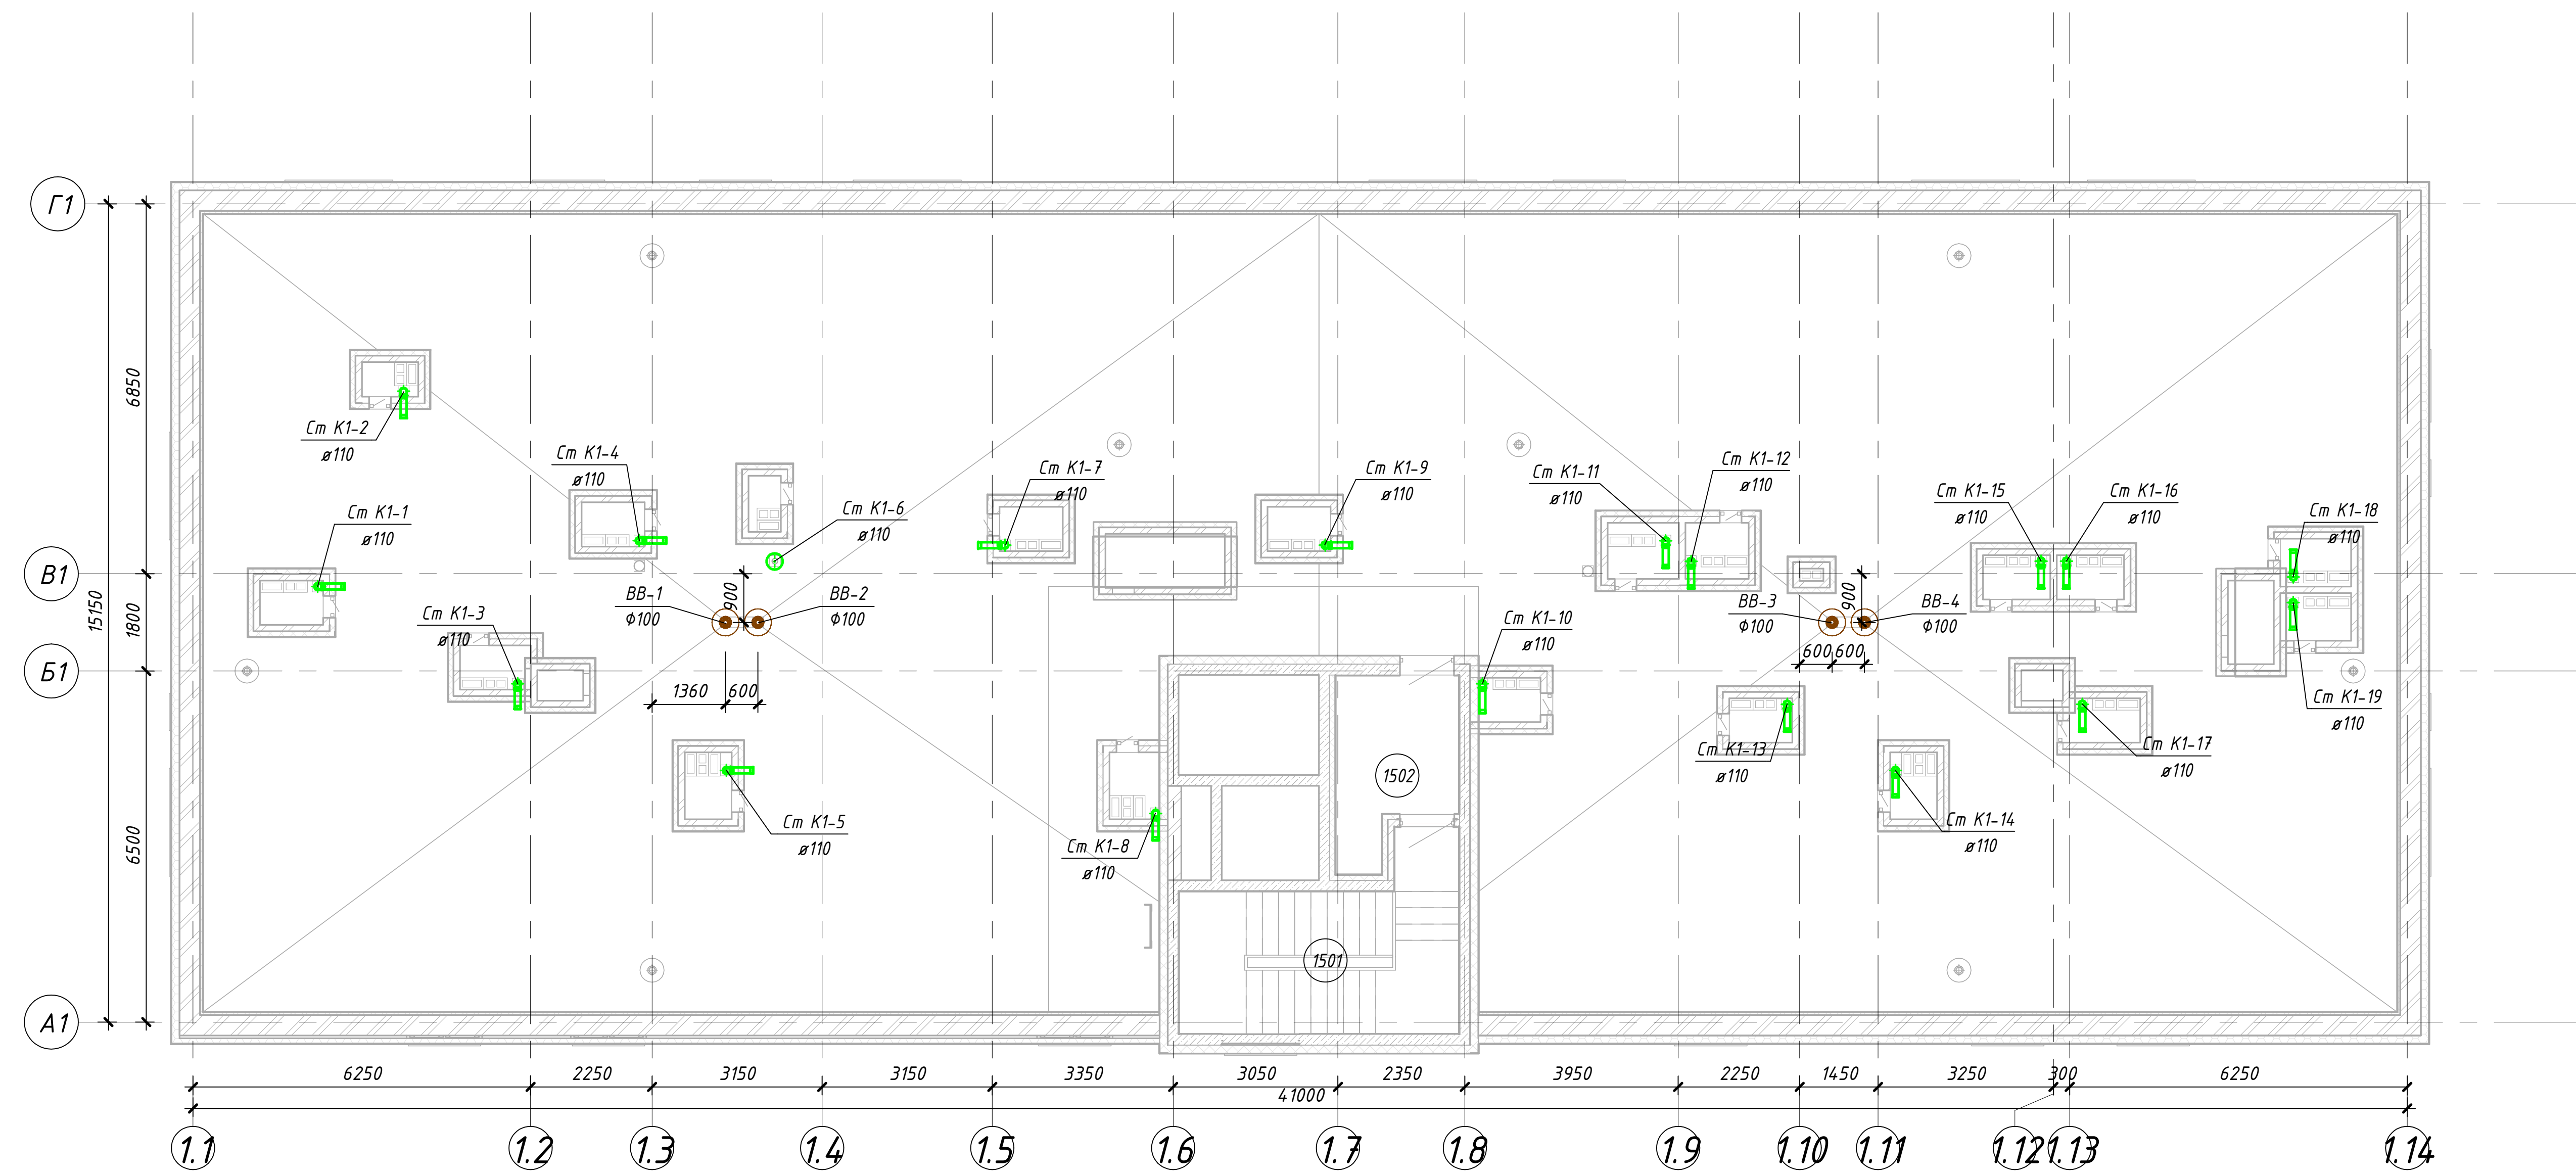 Г1
6850
Ст К1-2
ø110
Ст К1-4
ø110
Ст К1-7
ø110
Ст К1-9
ø110
Ст К1-11
ø110
Ст К1-12
ø110
Ст К1-15
ø110
Ст К1-16
ø110
Ст К1-18
ø110
Ст К1-1
ø110
Ст К1-6
ø110
В1
15150
1800
900
900
ВВ-1
Ф100
ВВ-2
Ф100
ВВ-3
Ф100
ВВ-4
Ф100
Ст К1-3
ø110
Ст К1-10
ø110
Б1
1360
600
600
600
Ст К1-19
ø110
Ст К1-13
ø110
Ст К1-17
ø110
1502
6500
Ст К1-5
ø110
Ст К1-8
ø110
Ст К1-14
ø110
1501
А1
6250
2250
3150
3150
3350
3050
2350
3950
2250
1450
3250
300
6250
41000
1.1
1.2
1.3
1.4
1.5
1.6
1.7
1.8
1.9
1.10
1.11
1.12
1.13
1.14